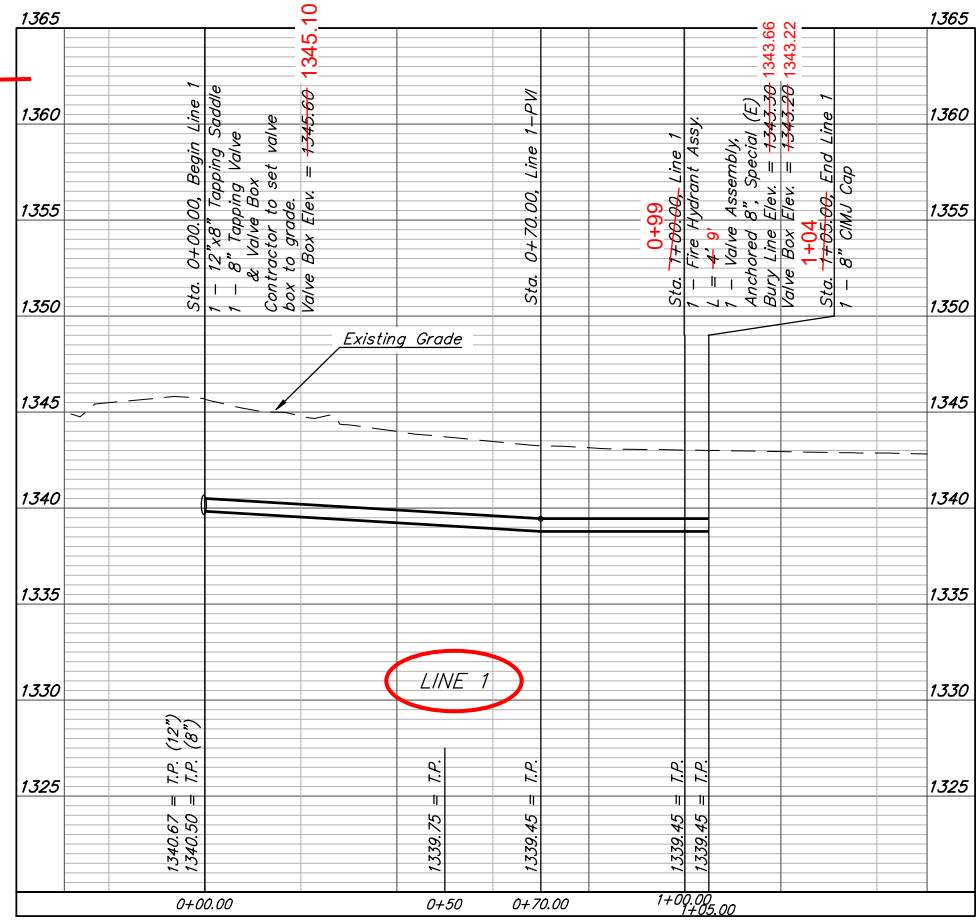 1365
1365
1360
1360
1355
1355
1350
1350
1345
1345
1340
1340
1335
1335
1330
1330
1325
1325
Sta. 0+00.00, Begin Line 1
1 - 12"x8" Tapping Saddle
1 - 8" Tapping Valve
& Valve Box
Contractor to set valve
box to grade.
Valve Box Elev. = 1345.60 1345.10
Sta. 0+70.00, Line 1-PVI
0+99
Sta. 1+00.00, Line 1
1 - Fire Hydrant Assy.
L = 4' 9'
1 - Valve Assembly,
Anchored 8", Special (E)
Bury Line Elev. = 1343.30 1343.66
Valve Box Elev. = 1343.20 1343.22
1+04
Sta. 1+05.00, End Line 1
1 - 8" CIMJ Cap
Existing Grade
LINE 1
1340.67 = T.P. (12")
1340.50 = T.P. (8")
1339.75 = T.P.
1339.45 = T.P.
1339.45 = T.P.
1339.45 = T.P.
0+00.00
0+50
0+70.00
1+00.00
1+05.00